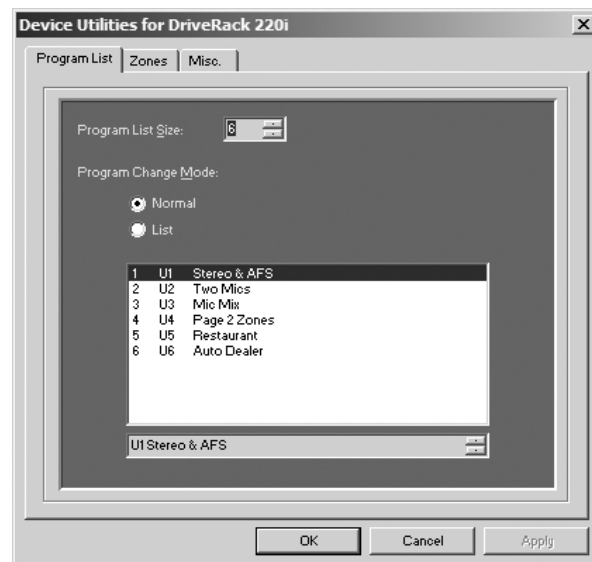 Device Utilities for DriveRack 220i
Program List Zones Misc.
Program List Size: 6
Program Change Mode:
Normal
List
1 U1 Stereo & AFS
2 U2 Two Mics
3 U3 Mic Mix
4 U4 Page 2 Zones
5 U5 Restaurant
6 U6 Auto Dealer
U1 Stereo & AFS
OK Cancel Apply